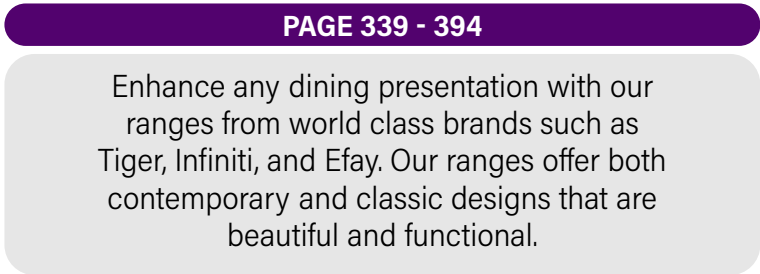 PAGE 339 - 394
Enhance any dining presentation with our
ranges from world class brands such as
Tiger, Infiniti, and Efay. Our ranges offer both
contemporary and classic designs that are
beautiful and functional.